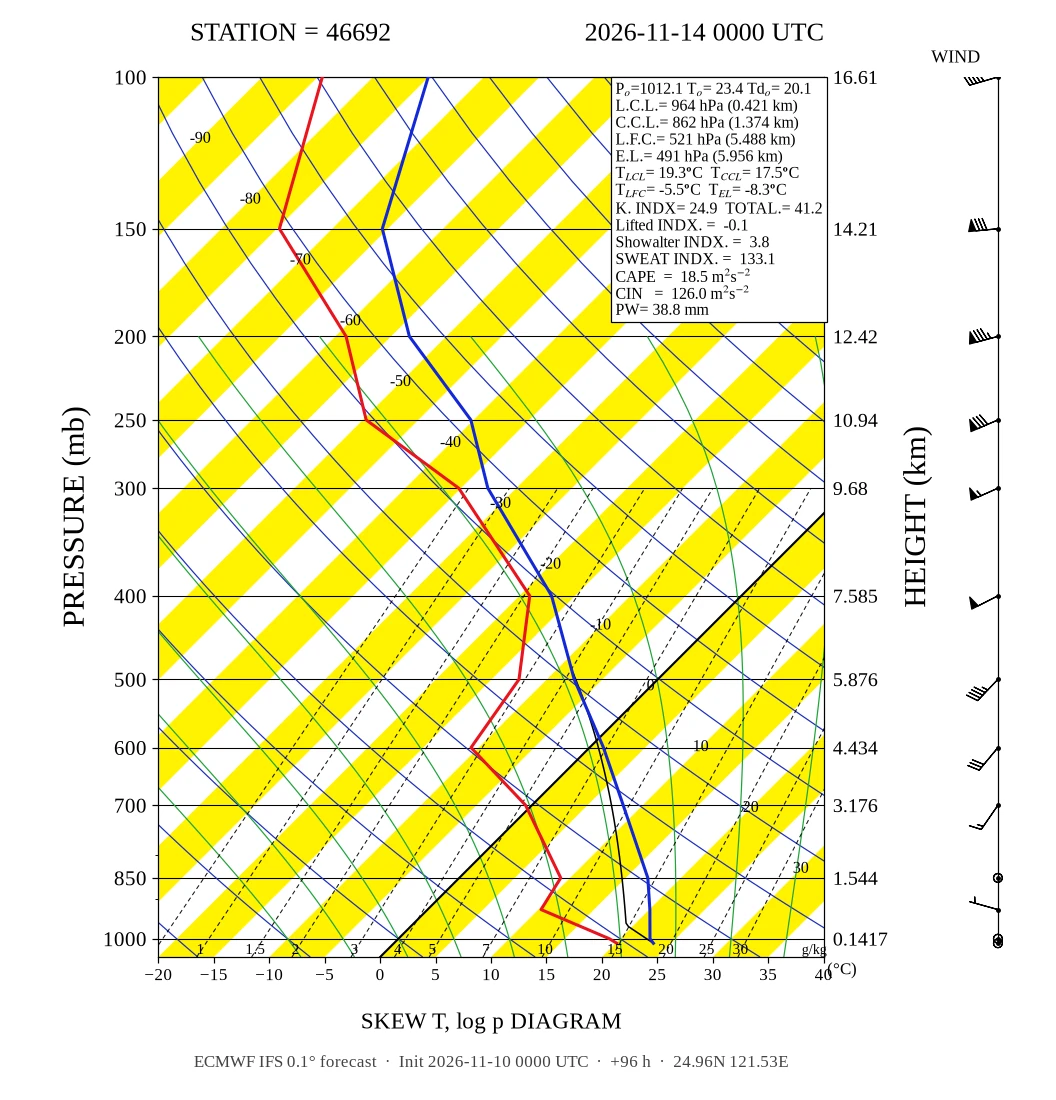 STATION = 46692
2026-11-14 0000 UTC
WIND
100
16.61
P₀=1012.1 T₀= 23.4 Td₀= 20.1
L.C.L.= 964 hPa (0.421 km)
C.C.L.= 862 hPa (1.374 km)
L.F.C.= 521 hPa (5.488 km)
E.L.= 491 hPa (5.956 km)
T_LCL= 19.3°C T_CCL= 17.5°C
T_LFC= -5.5°C T_EL= -8.3°C
K. INDX= 24.9 TOTAL.= 41.2
Lifted INDX. = -0.1
Showalter INDX. = 3.8
SWEAT INDX. = 133.1
CAPE = 18.5 m²s⁻²
CIN = 126.0 m²s⁻²
PW= 38.8 mm
-90
-80
150
14.21
-70
-60
200
12.42
-50
250
10.94
-40
300
9.68
-30
PRESSURE (mb)
HEIGHT (km)
-20
400
7.585
-10
500
0
5.876
600
10
4.434
700
20
3.176
850
30
1.544
1000
0.1417
1 1.5 2 3 4 5 7 10 15 20 25 30 g/kg
−20 −15 −10 −5 0 5 10 15 20 25 30 35 40 (°C)
SKEW T, log p DIAGRAM
ECMWF IFS 0.1° forecast · Init 2026-11-10 0000 UTC · +96 h · 24.96N 121.53E